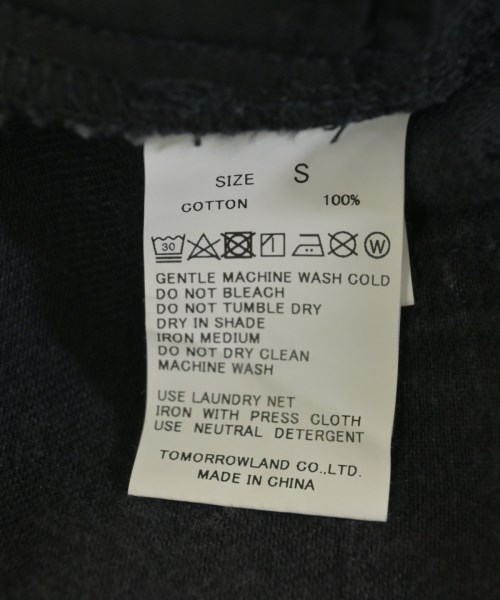 SIZE S
COTTON 100%
30 W
GENTLE MACHINE WASH COLD
DO NOT BLEACH
DO NOT TUMBLE DRY
DRY IN SHADE
IRON MEDIUM
DO NOT DRY CLEAN
MACHINE WASH
USE LAUNDRY NET
IRON WITH PRESS CLOTH
USE NEUTRAL DETERGENT
TOMORROWLAND CO.,LTD.
MADE IN CHINA